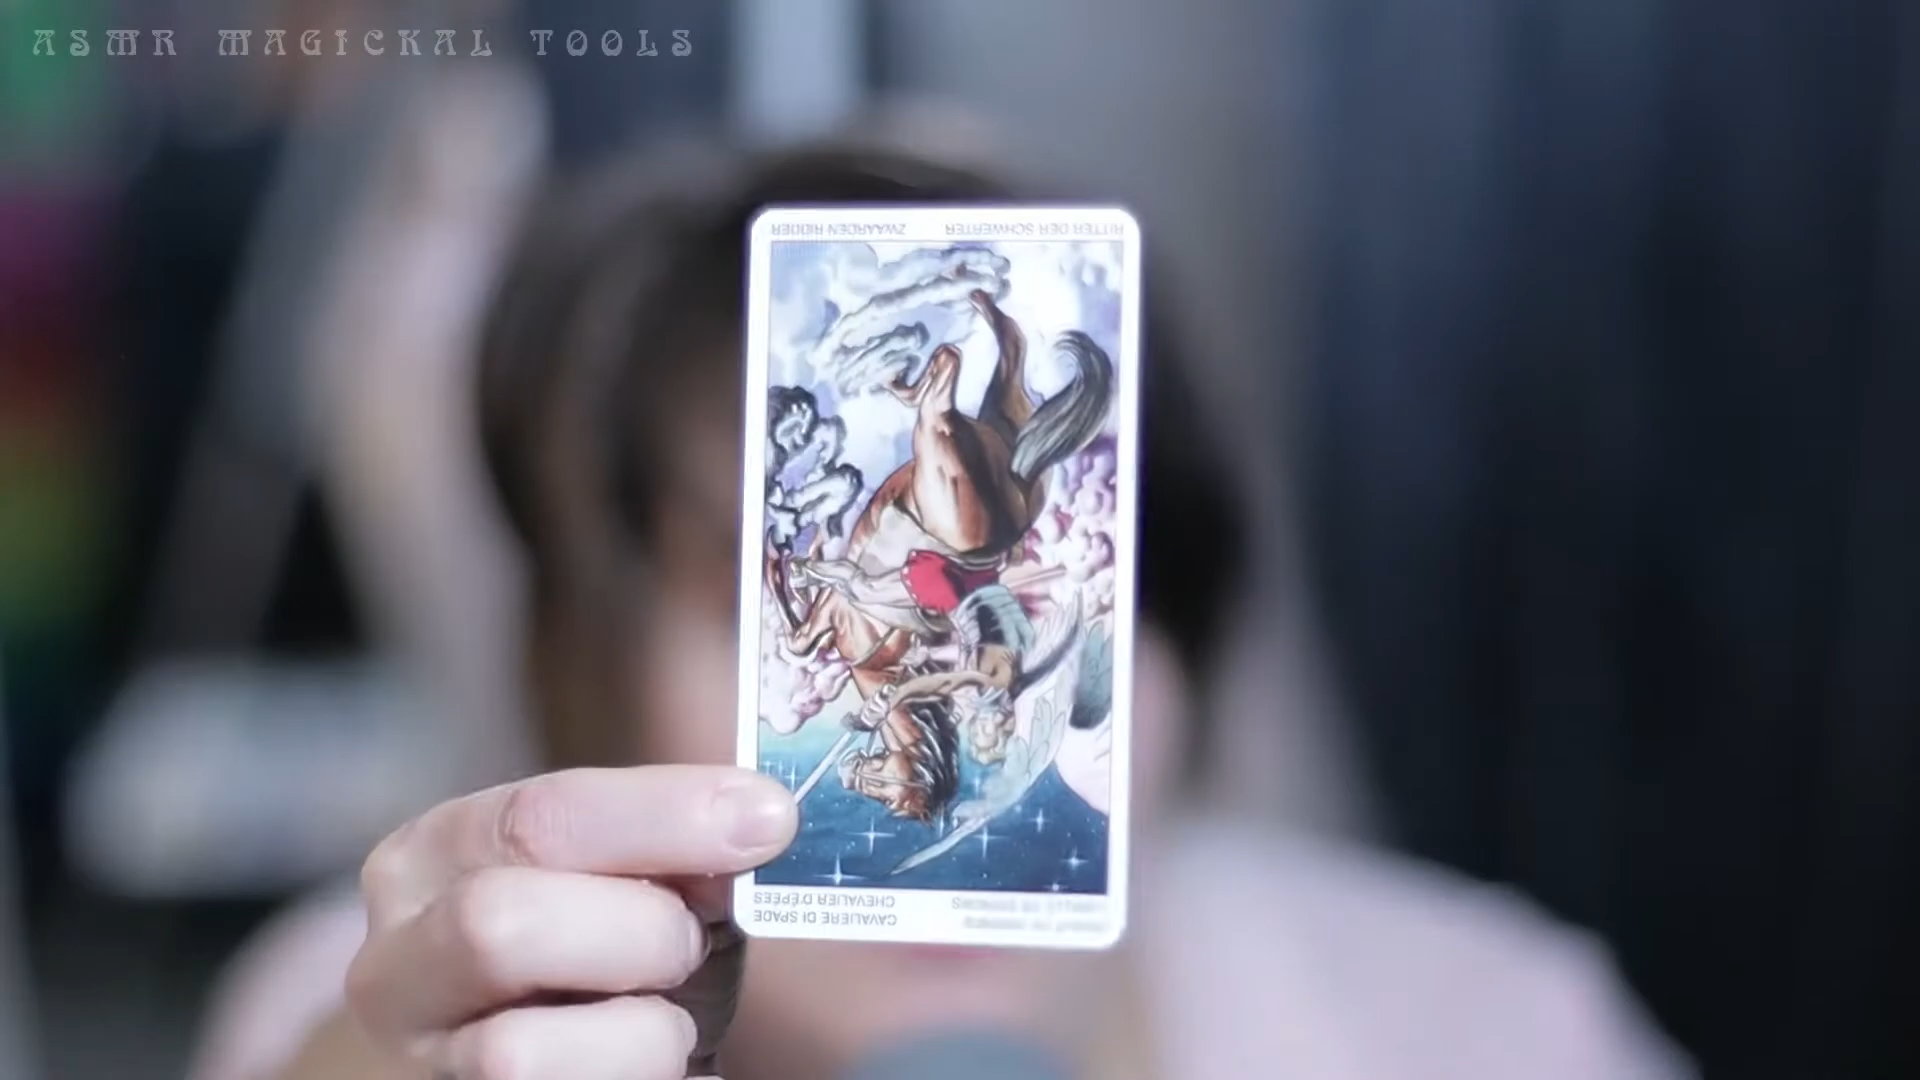 ASMR MAGICKAL TOOLS
ZWAARDEN RIDDER RITTER DER SCHWERTER
CHEVALIER D'ÉPÉES
CAVALIERE DI SPADE